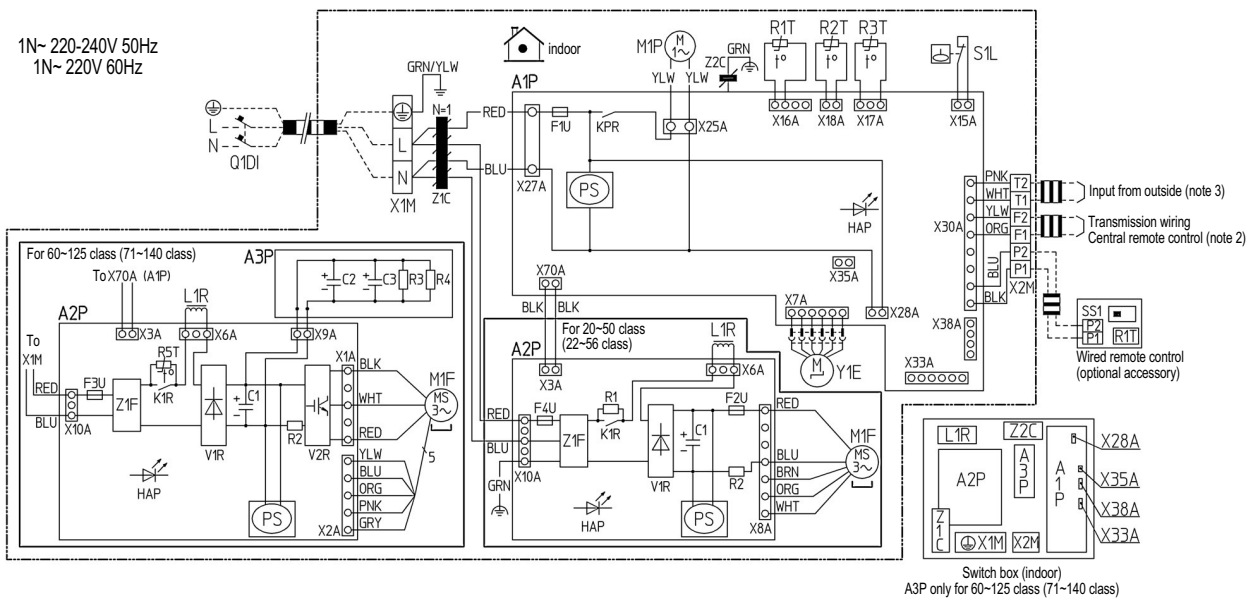 1N~ 220-240V 50Hz
1N~ 220V 60Hz
indoor
GRN/YLW
L
N
Q1DI
L
N
X1M
N=1
Z1C
RED
BLU
A1P
X27A
F1U
KPR
PS
M1P
M
1~
YLW YLW
X25A
Z2C
GRN
R1T
t°
X16A
R2T
t°
X18A
R3T
t°
X17A
S1L
X15A
HAP
X35A
X28A
X30A
PNK
WHT
YLW
ORG
BLU
BLK
T2
T1
F2
F1
P2
P1
X2M
Input from outside (note 3)
Transmission wiring
Central remote control (note 2)
SS1
P2
P1
R1T
Wired remote control
(optional accessory)
X70A
BLK BLK
X7A
M
Y1E
X38A
X33A
For 60~125 class (71~140 class)
To X70A (A1P)
A3P
C2
C3
R3
R4
A2P
L1R
X3A
X6A
X9A
To
X1M
RED
BLU
X10A
F3U
Z1F
R5T
t°
K1R
V1R
C1
R2
V2R
X1A
BLK
WHT
RED
M1F
MS
3~
5
YLW
BLU
ORG
PNK
GRY
X2A
HAP
PS
For 20~50 class
(22~56 class)
A2P
L1R
X3A
X6A
RED
BLU
GRN
X10A
F4U
Z1F
R1
K1R
V1R
C1
F2U
R2
RED
BLU
BRN
ORG
WHT
X8A
M1F
MS
3~
HAP
PS
L1R
Z2C
A2P
A3P
A1P
Z1C
X1M
X2M
X28A
X35A
X38A
X33A
Switch box (indoor)
A3P only for 60~125 class (71~140 class)